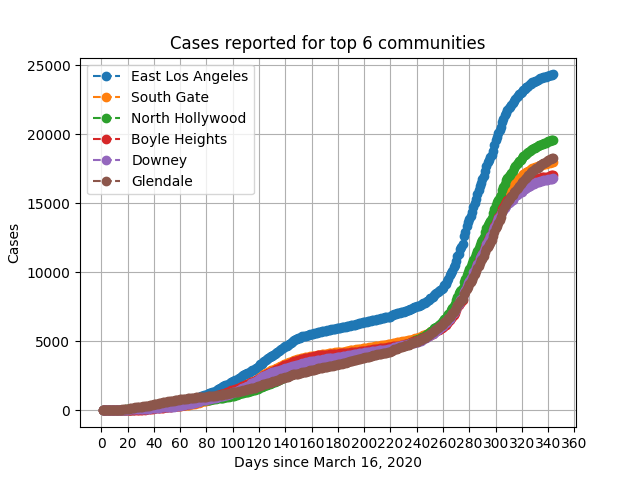 Cases reported for top 6 communities
25000
20000
15000
10000
5000
0
Cases
East Los Angeles
South Gate
North Hollywood
Boyle Heights
Downey
Glendale
0 20 40 60 80 100 120 140 160 180 200 220 240 260 280 300 320 340 360
Days since March 16, 2020